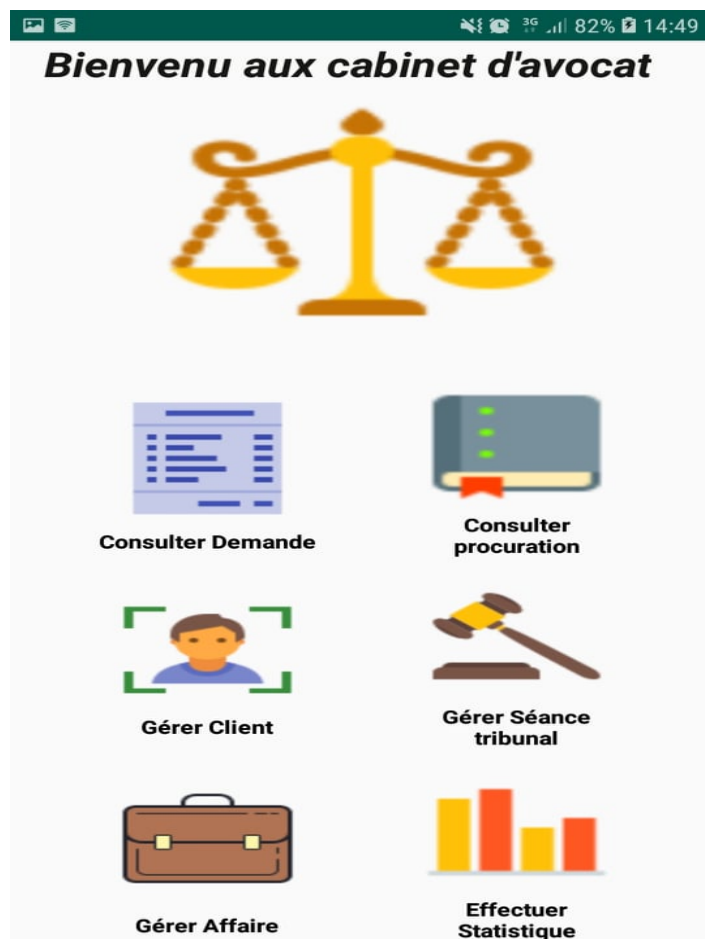 3G 82% 14:49
Bienvenu aux cabinet d'avocat
Consulter Demande
Consulter
procuration
Gérer Client
Gérer Séance
tribunal
Gérer Affaire
Effectuer
Statistique